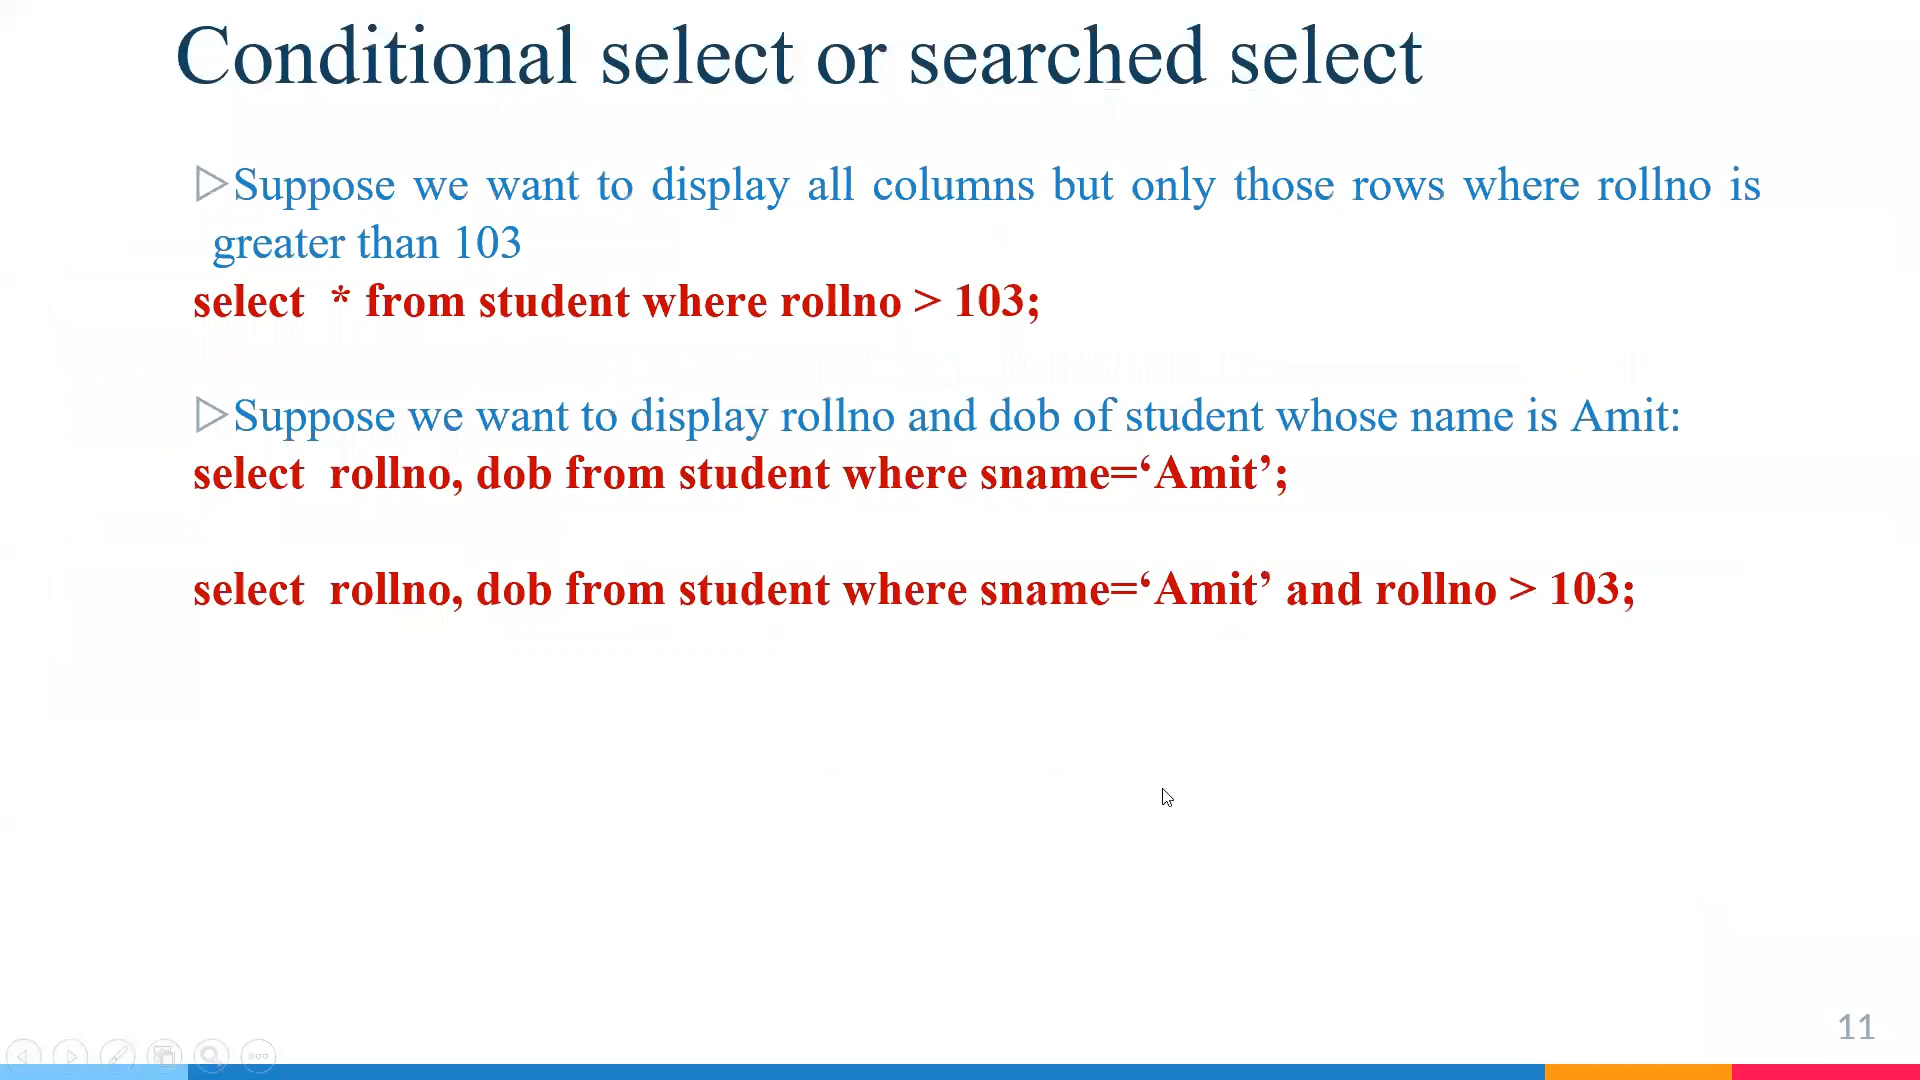 Conditional select or searched select
Suppose we want to display all columns but only those rows where rollno is
greater than 103
select * from student where rollno > 103;
Suppose we want to display rollno and dob of student whose name is Amit:
select rollno, dob from student where sname=‘Amit’;
select rollno, dob from student where sname=‘Amit’ and rollno > 103;
11